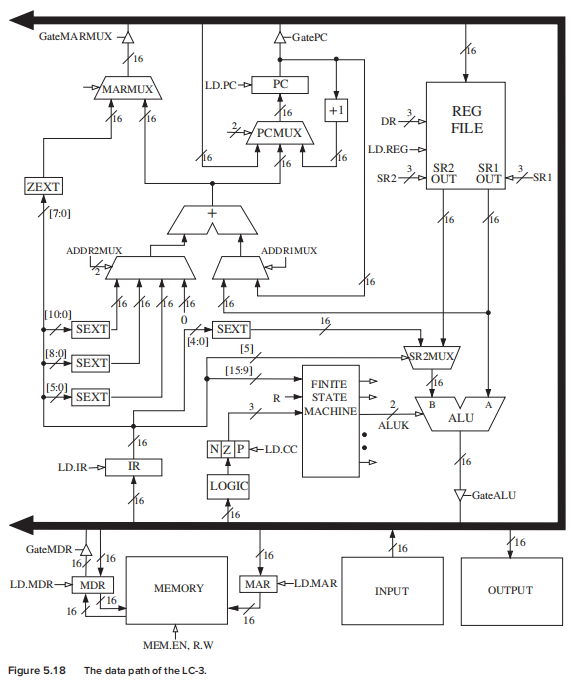 GateMARMUX
GatePC
16
16
MARMUX
LD.PC
PC
REG
FILE
16
16
2
PCMUX
16
+1
DR
3
LD.REG
16
16
16
SR2
3
SR2
OUT
SR1
OUT
3
SR1
ZEXT
[7:0]
+
16
16
ADDR2MUX
2
ADDR1MUX
16
16
16
16
16
16
[10:0]
SEXT
0
[4:0]
SEXT
16
[8:0]
SEXT
[5]
SR2MUX
[15:9]
[5:0]
SEXT
FINITE
STATE
MACHINE
R
3
2
ALUK
16
B
A
ALU
16
N Z P
LD.CC
16
LD.IR
IR
LOGIC
GateALU
16
16
GateMDR
16
16
16
16
16
LD.MDR
MDR
MEMORY
MAR
LD.MAR
INPUT
OUTPUT
16
16
16
MEM.EN, R.W
Figure 5.18 The data path of the LC-3.